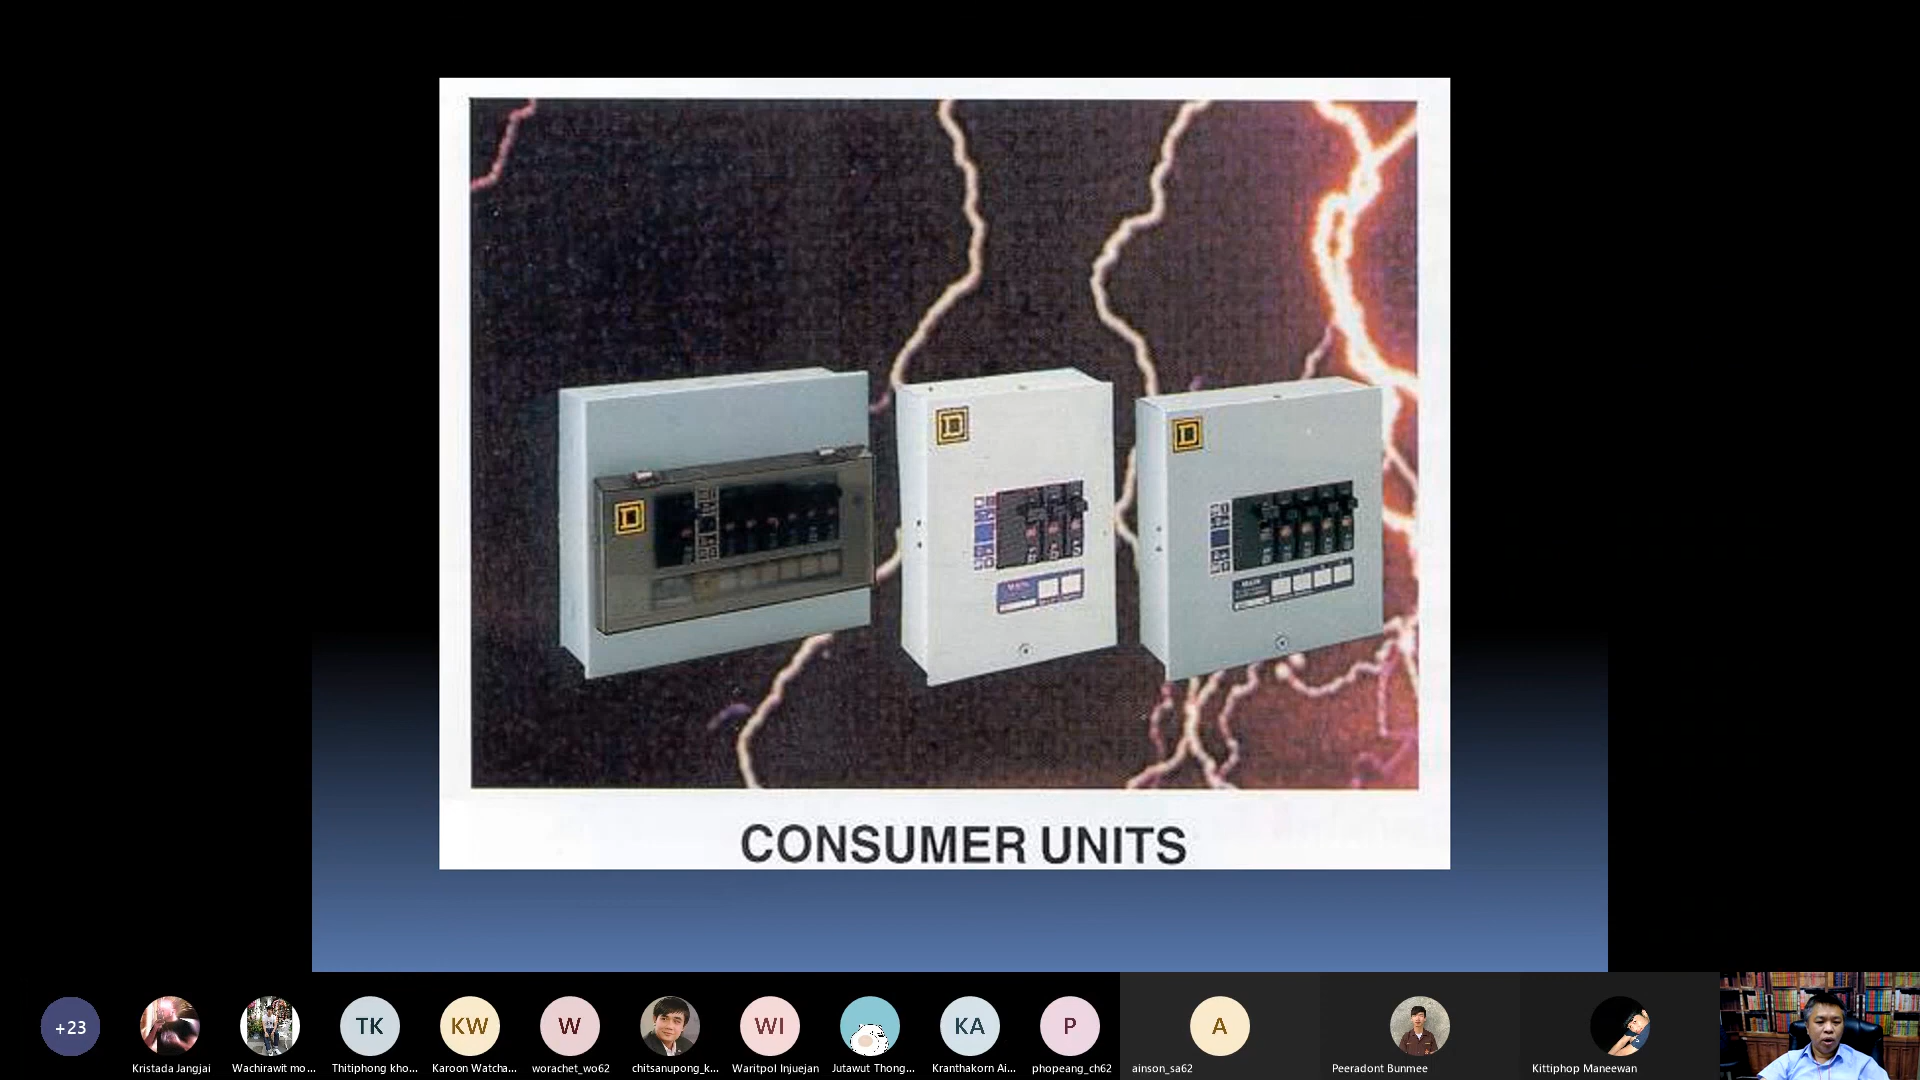 D
D
D
CONSUMER UNITS
+23
TK
KW
W
WI
KA
P
A
Kristada Jangjai
Wachirawit mo...
Thitiphong kho...
Karoon Watcha...
worachet_wo62
chitsanupong_k...
Waritpol Injuejan
Jutawut Thong...
Kranthakorn Ai...
phopeang_ch62
ainson_sa62
Peeradont Bunmee
Kittiphop Maneewan